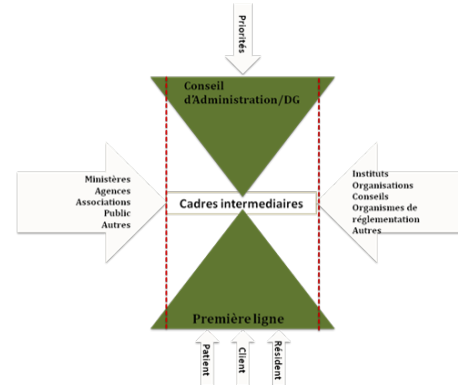 Priorités
Conseil
d'Administration/DG
Ministères
Agences
Associations
Public
Autres
Cadres intermediaires
Instituts
Organisations
Conseils
Organismes de
réglementation
Autres
Première ligne
Patient
Client
Résident